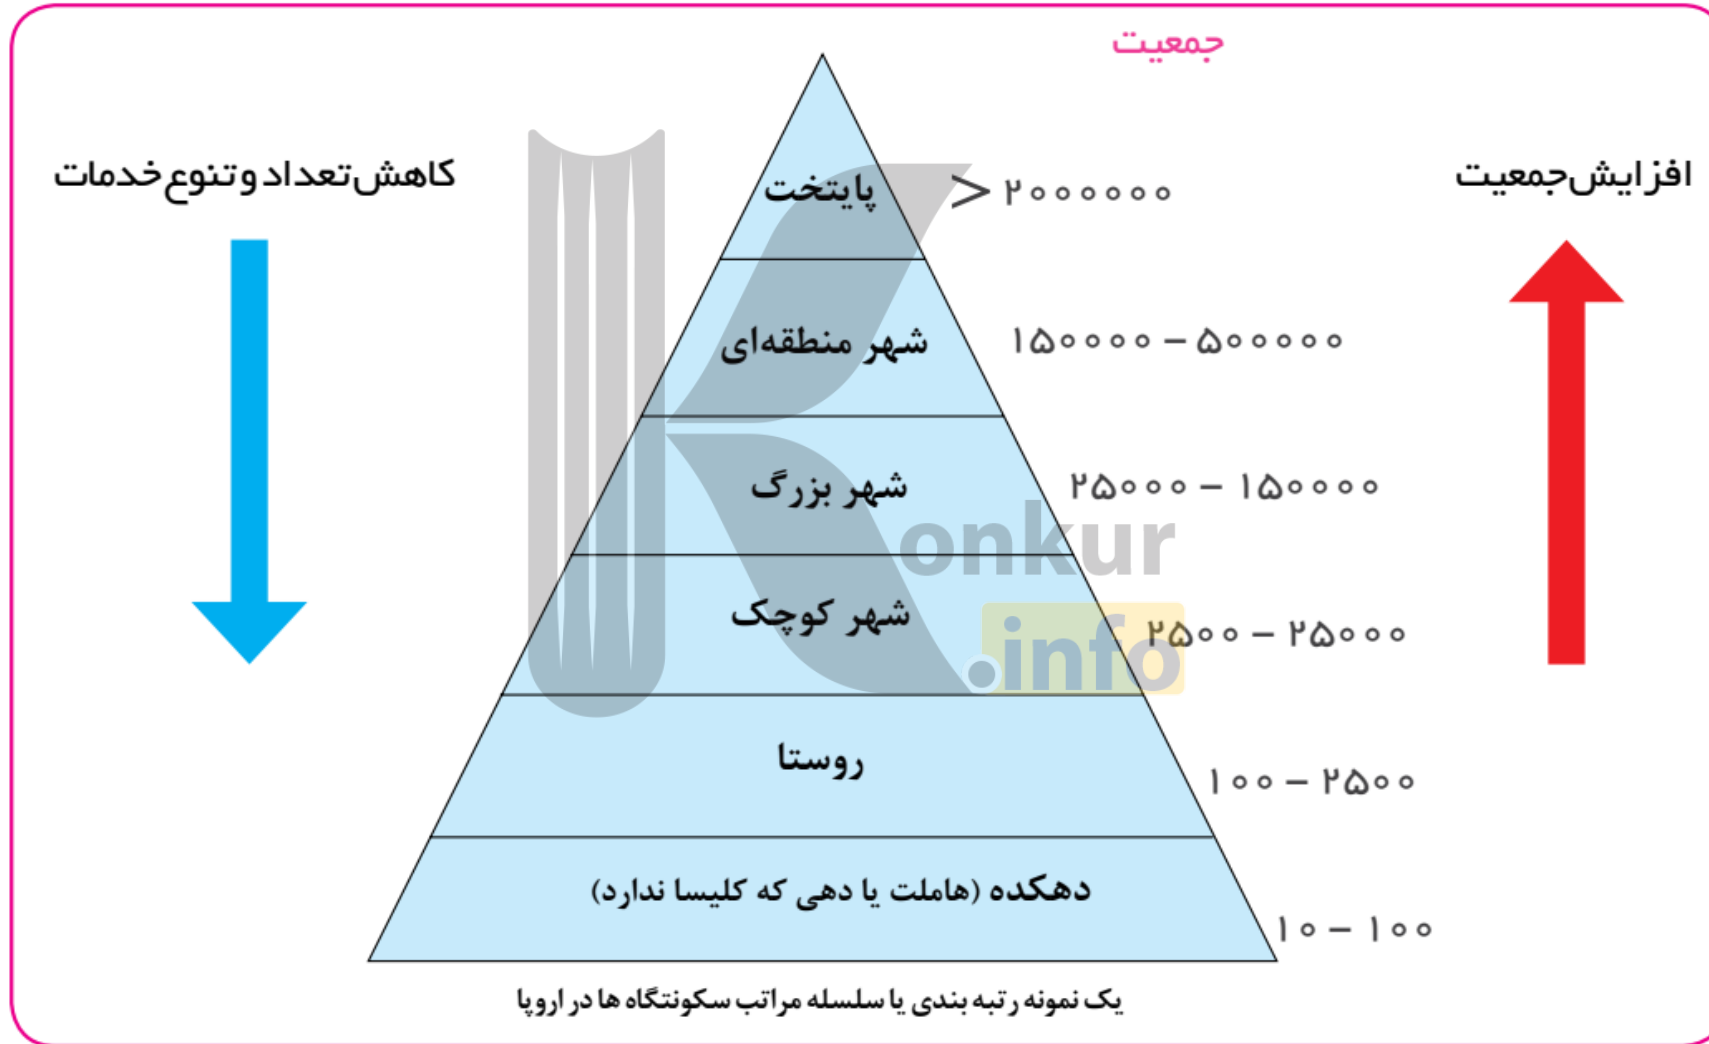 جمعیت
افزایش جمعیت
کاهش تعداد و تنوع خدمات
پایتخت
> ۲۰۰۰۰۰۰
شهر منطقه‌ای
۱۵۰۰۰۰ – ۵۰۰۰۰۰
شهر بزرگ
۲۵۰۰۰ – ۱۵۰۰۰۰
شهر کوچک
۲۵۰۰ – ۲۵۰۰۰
روستا
۱۰۰ – ۲۵۰۰
دهکده (هاملت یا دهی که کلیسا ندارد)
۱۰ – ۱۰۰
یک نمونه رتبه بندی یا سلسله مراتب سکونتگاه ها در اروپا
Konkur
.info